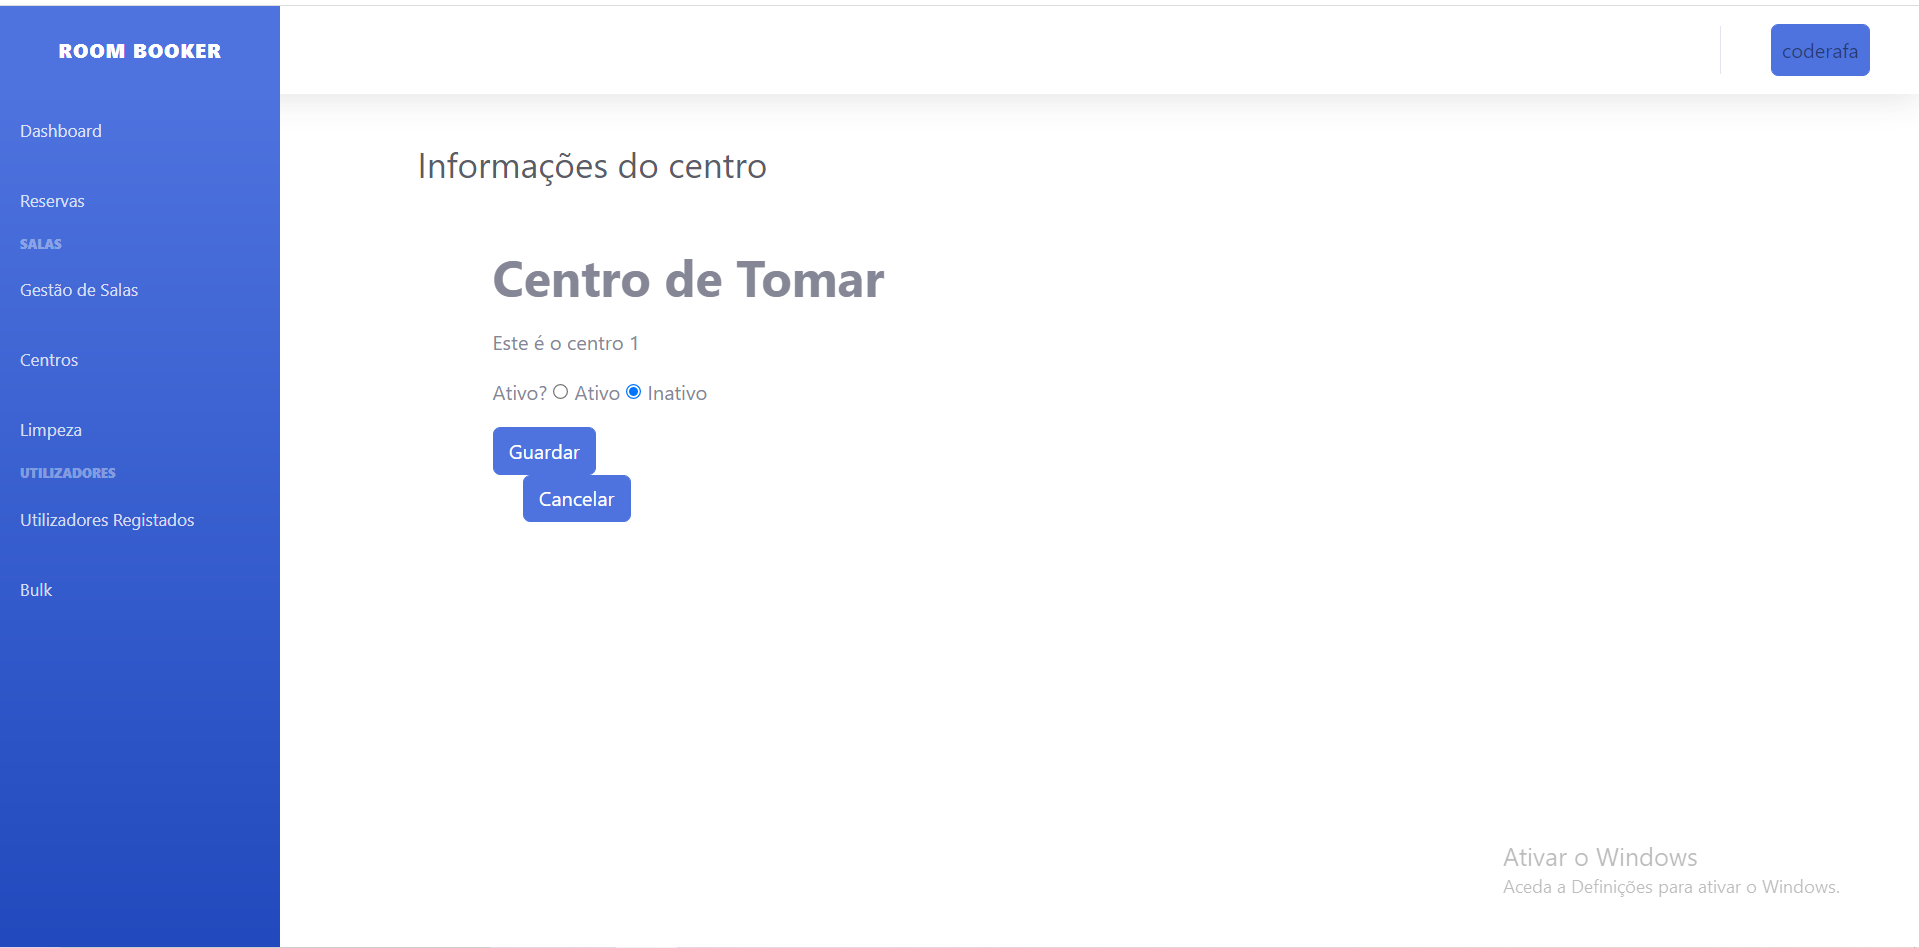 ROOM BOOKER
coderafa
Dashboard
Reservas
SALAS
Gestão de Salas
Centros
Limpeza
UTILIZADORES
Utilizadores Registados
Bulk
Informações do centro
Centro de Tomar
Este é o centro 1
Ativo? Ativo Inativo
Guardar
Cancelar
Ativar o Windows
Aceda a Definições para ativar o Windows.